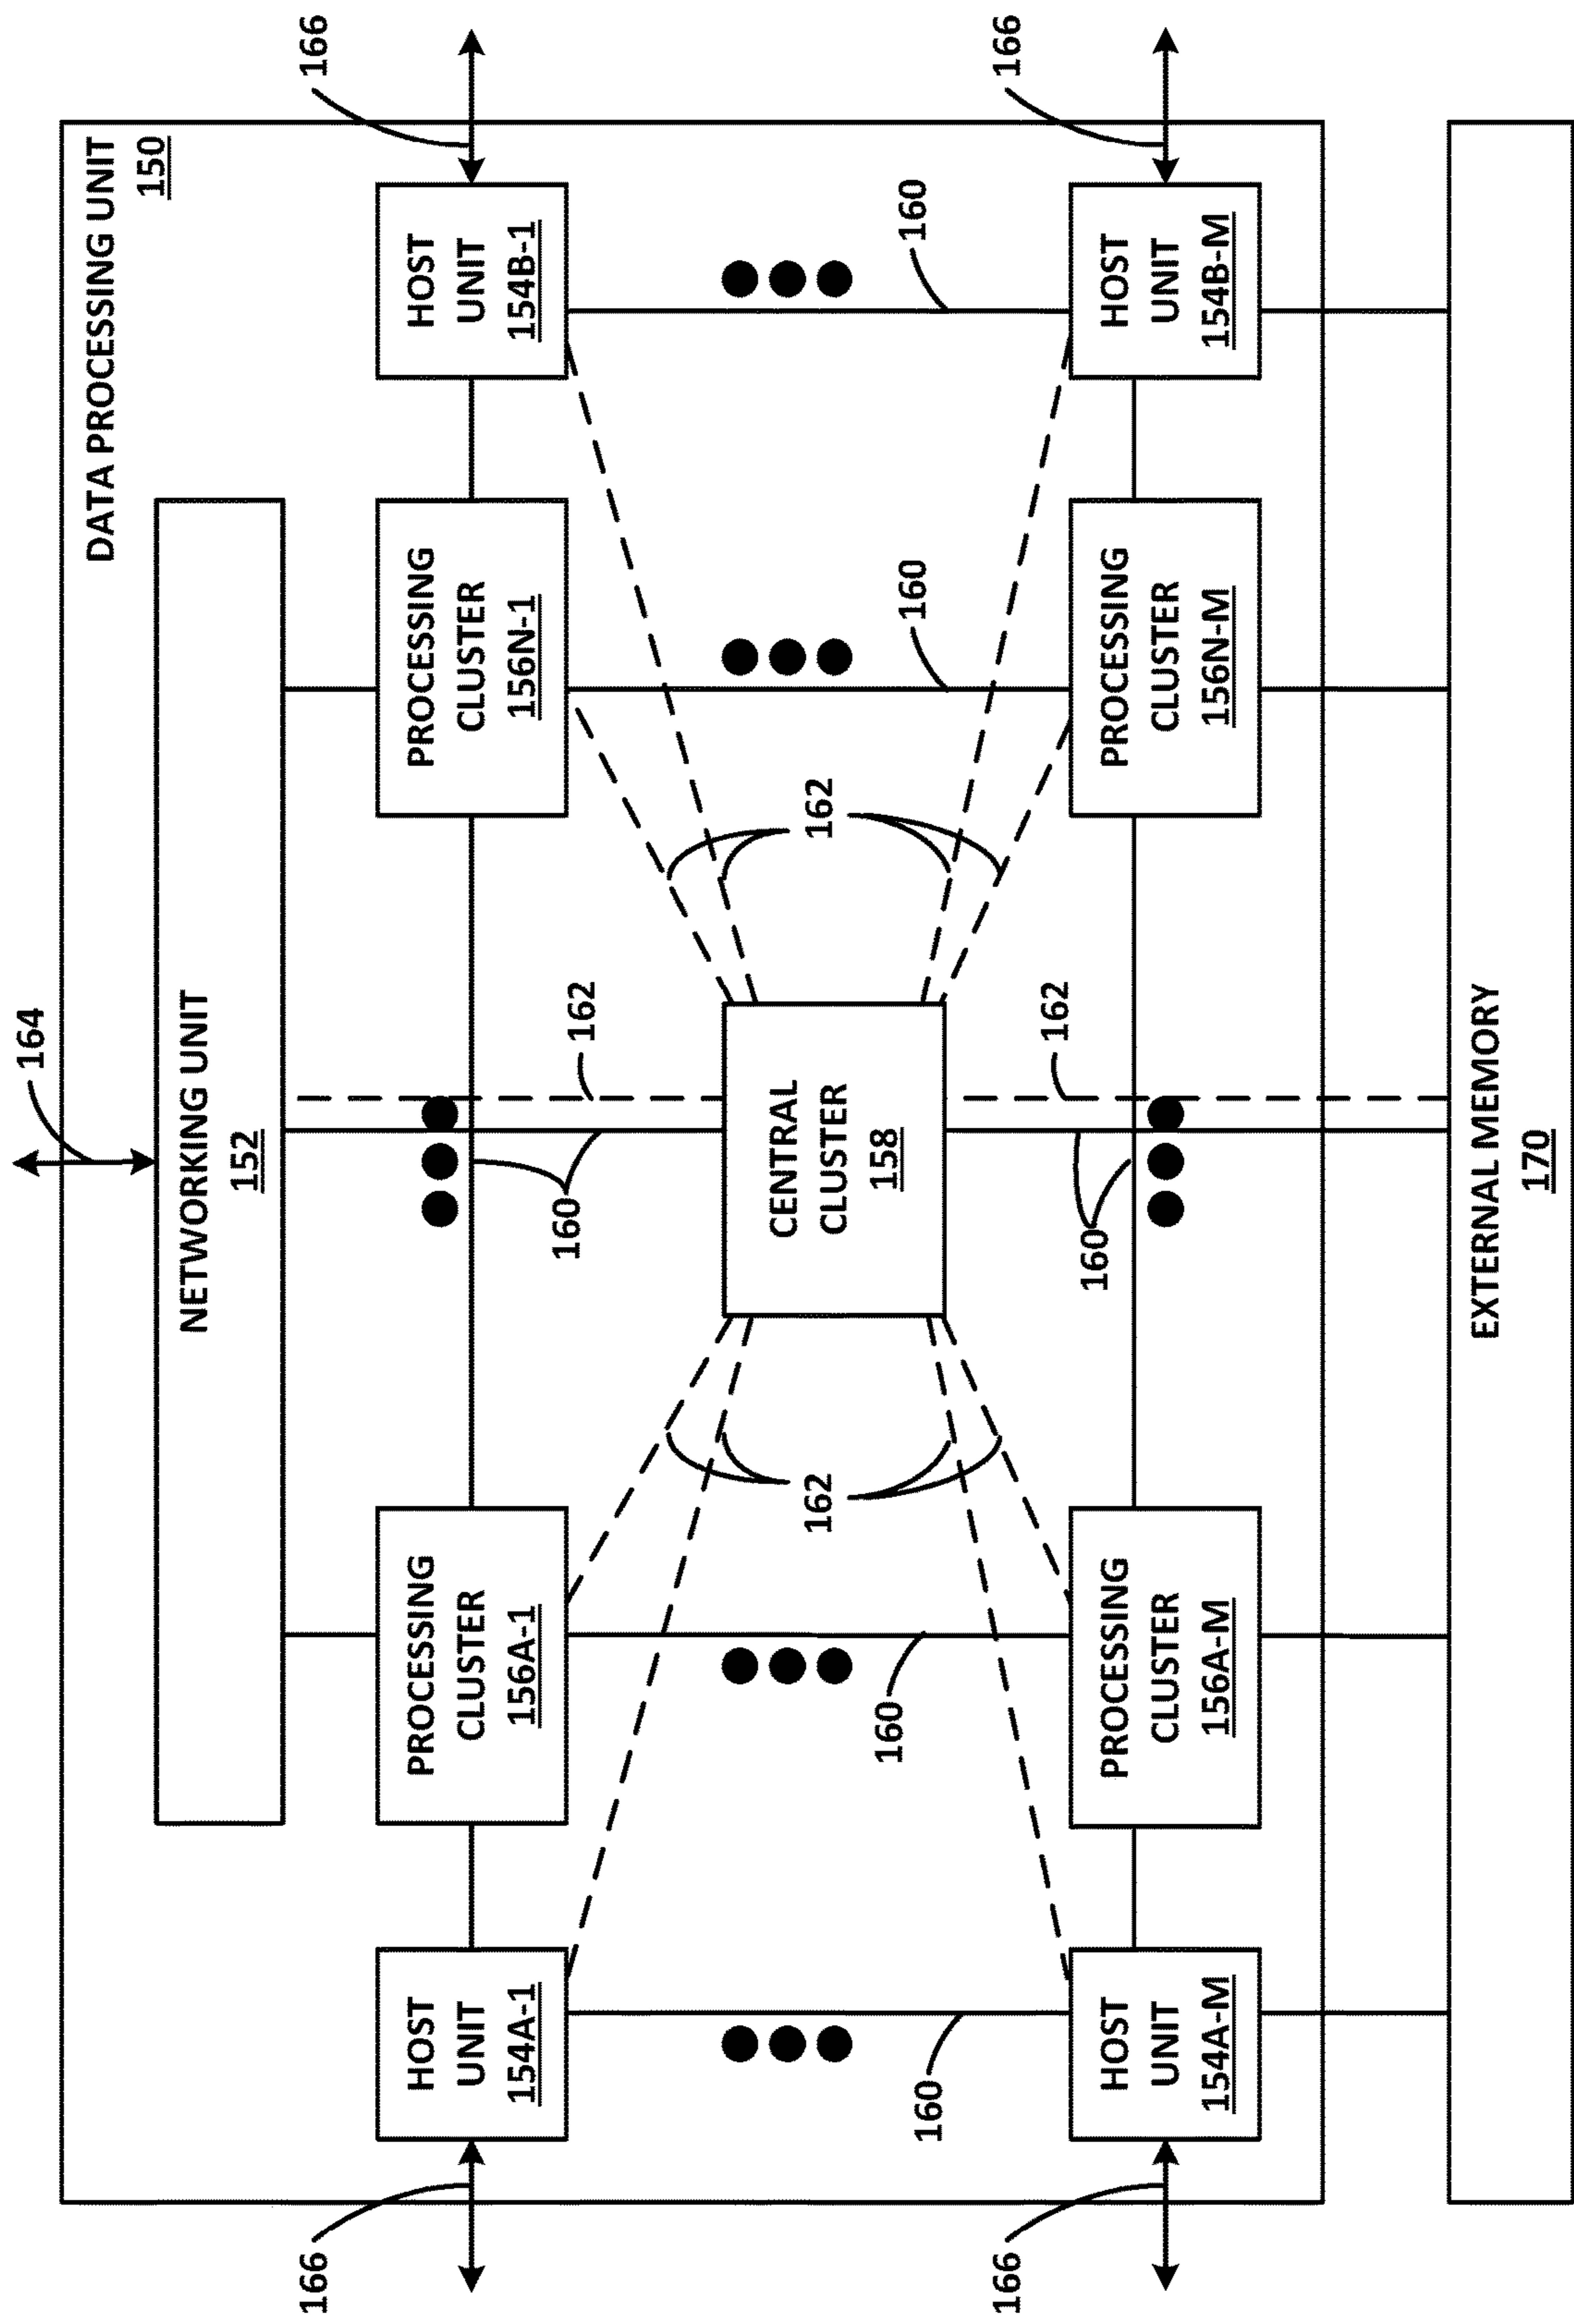 164
DATA PROCESSING UNIT
150
NETWORKING UNIT
152
166
166
HOST
UNIT
154A-1
PROCESSING
CLUSTER
156A-1
PROCESSING
CLUSTER
156N-1
HOST
UNIT
154B-1
160
162
CENTRAL
CLUSTER
158
162
162
160
160
160
160
166
166
160
162
HOST
UNIT
154A-M
PROCESSING
CLUSTER
156A-M
PROCESSING
CLUSTER
156N-M
HOST
UNIT
154B-M
EXTERNAL MEMORY
170